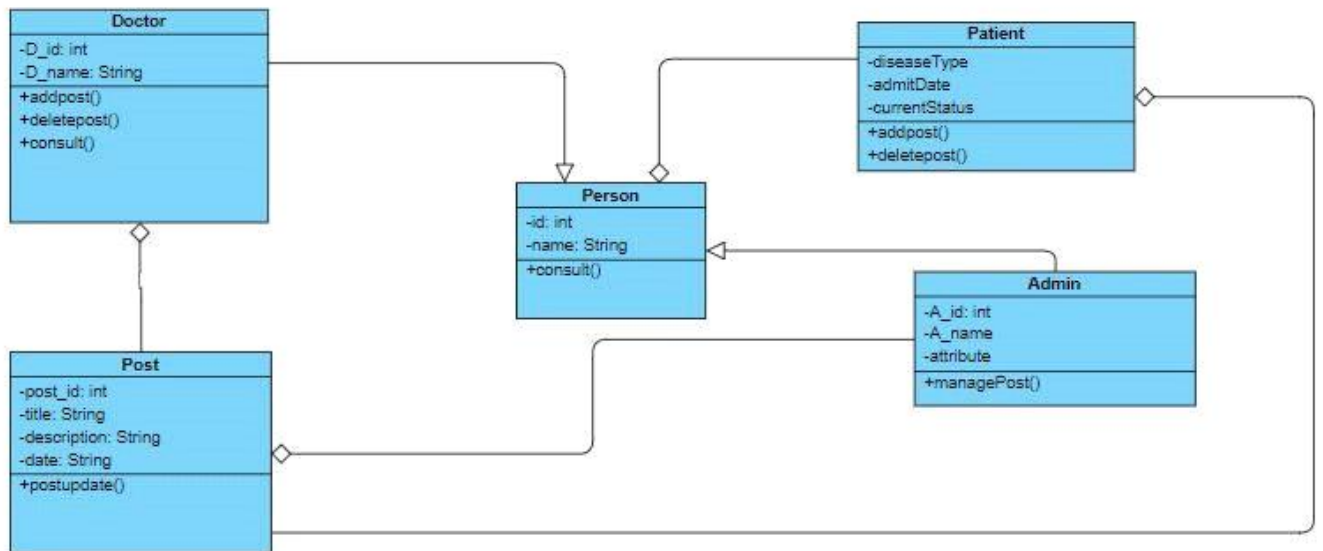 Doctor
-D_id: int
-D_name: String
+addpost()
+deletepost()
+consult()
Patient
-diseaseType
-admitDate
-currentStatus
+addpost()
+deletepost()
Person
-id: int
-name: String
+consult()
Admin
-A_id: int
-A_name
-attribute
+managePost()
Post
-post_id: int
-title: String
-description: String
-date: String
+postupdate()